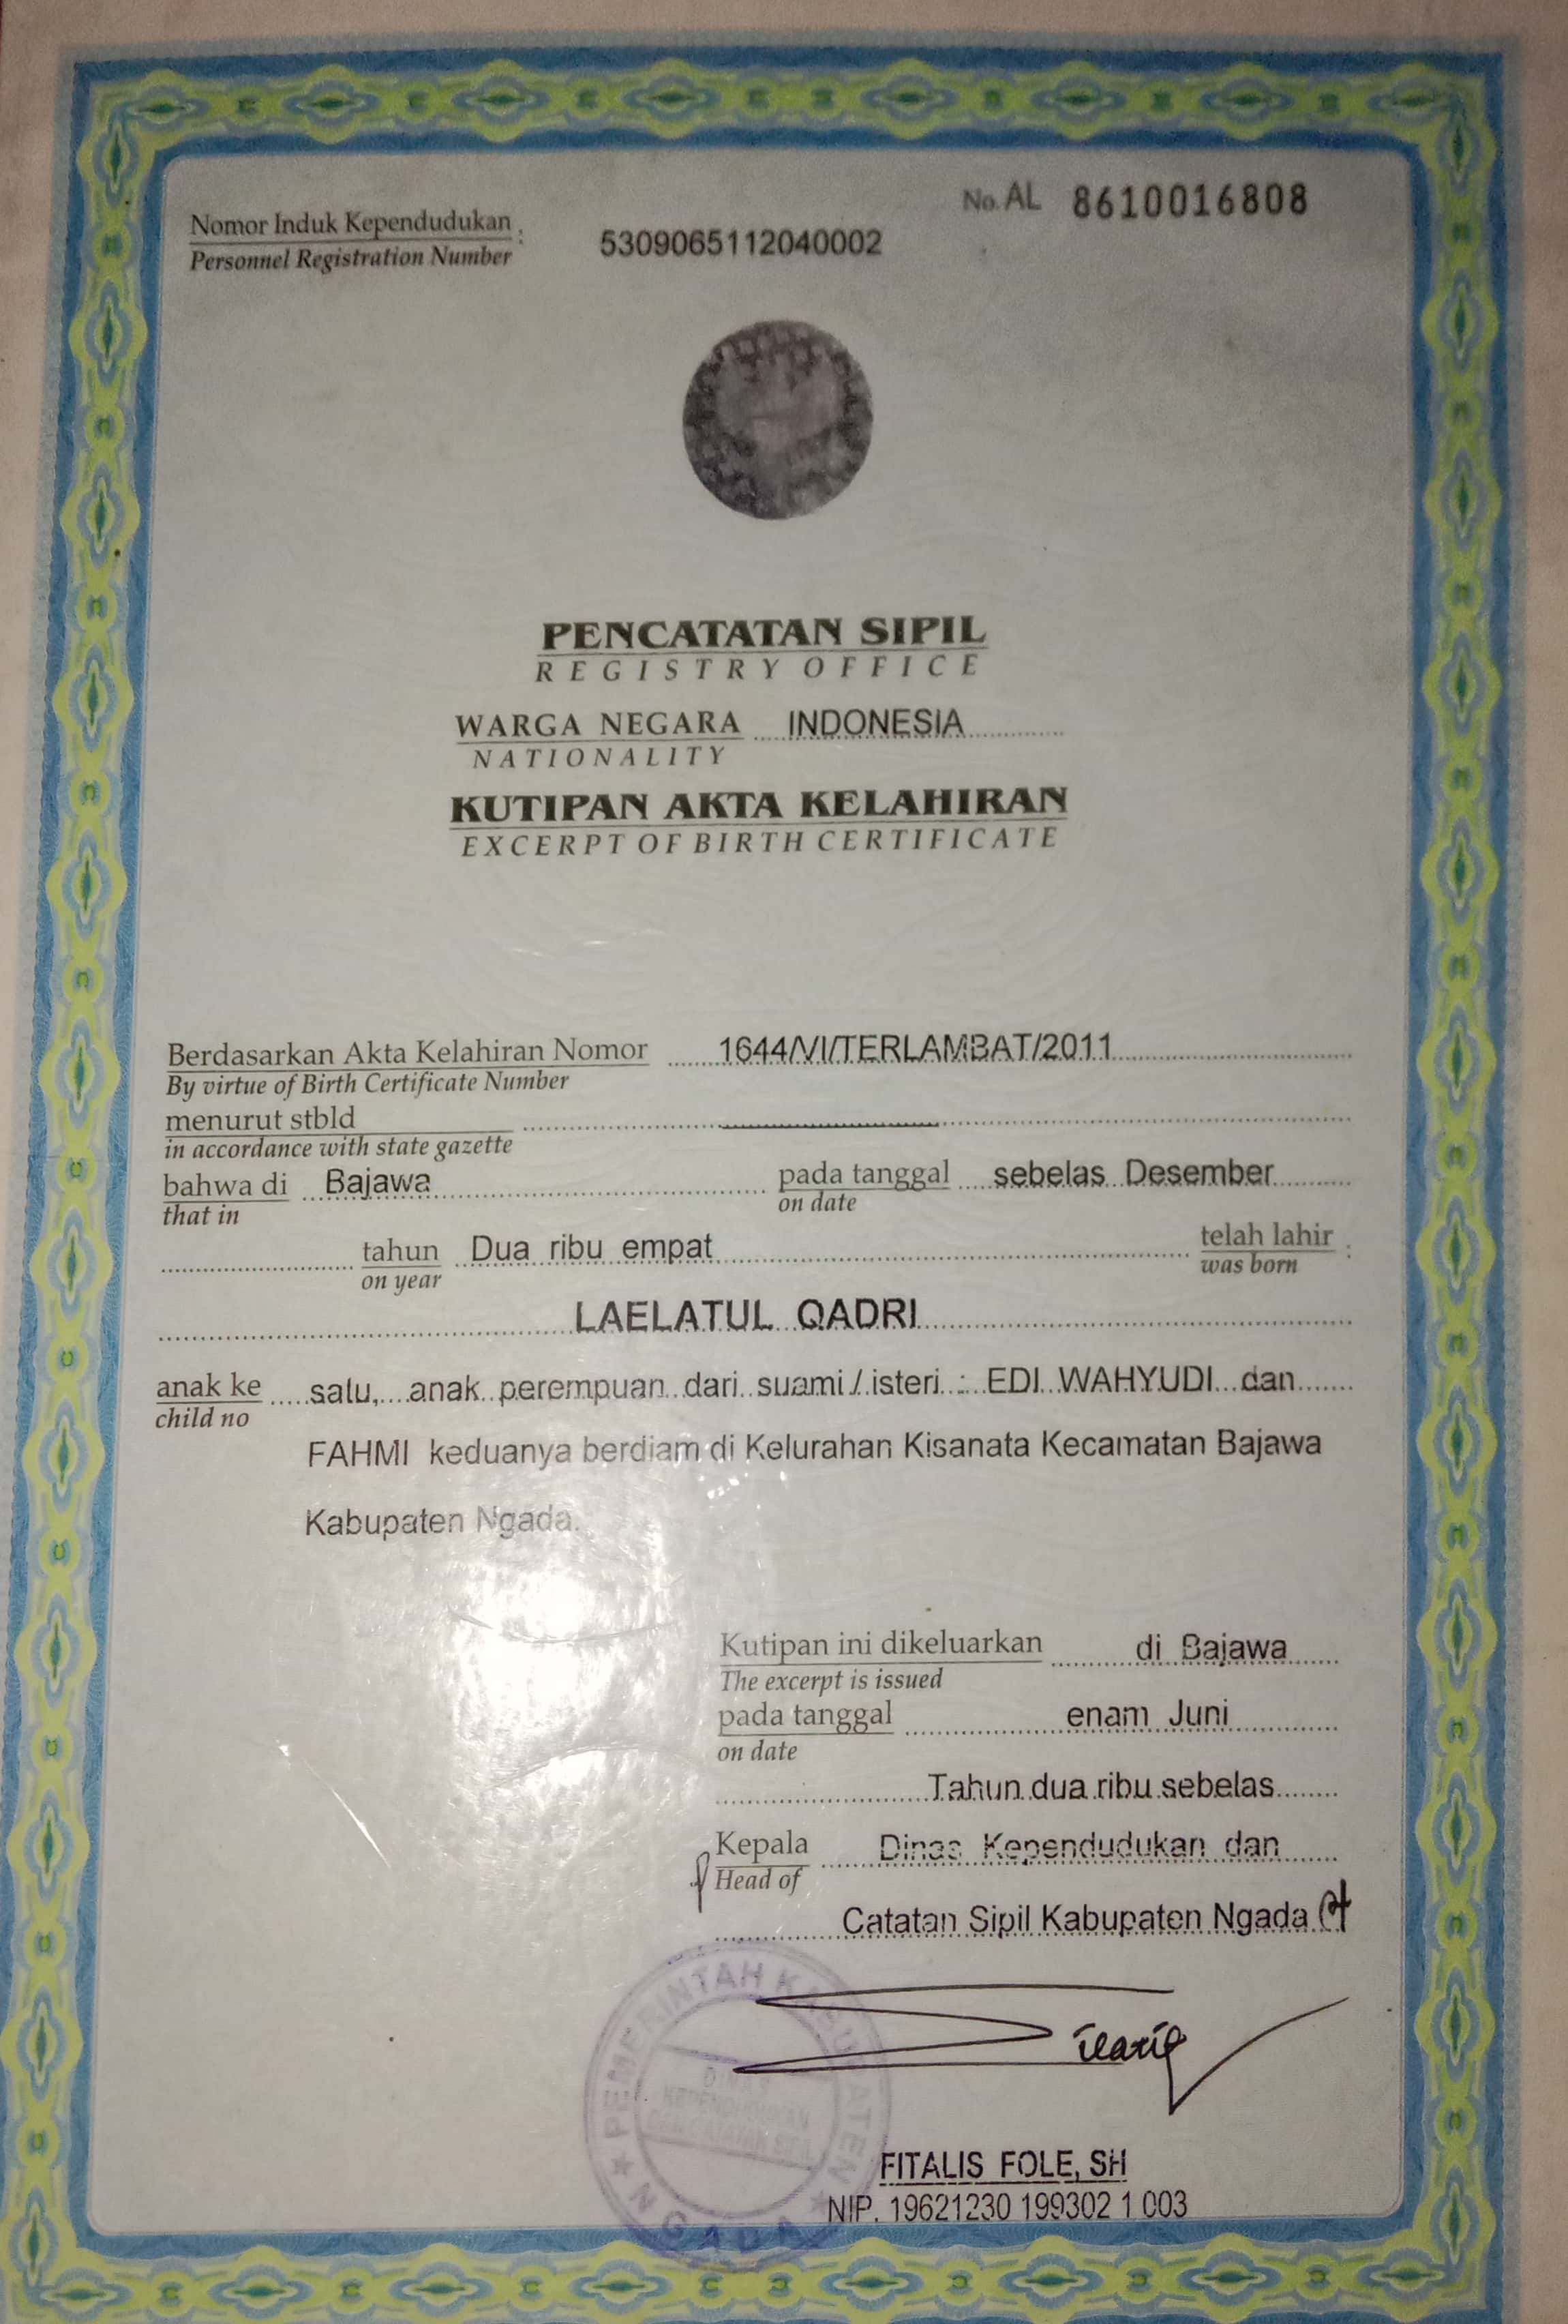 No. AL 8610016808
Nomor Induk Kependudukan : 5309065112040002
Personnel Registration Number
PENCATATAN SIPIL
REGISTRY OFFICE
WARGA NEGARA INDONESIA
NATIONALITY
KUTIPAN AKTA KELAHIRAN
EXCERPT OF BIRTH CERTIFICATE
Berdasarkan Akta Kelahiran Nomor 1644/VI/TERLAMBAT/2011
By virtue of Birth Certificate Number
menurut stbld
in accordance with state gazette
bahwa di Bajawa pada tanggal sebelas Desember
that in on date
tahun Dua ribu empat telah lahir :
on year was born
LAELATUL QADRI
anak ke satu, anak perempuan dari suami / isteri : EDI WAHYUDI dan
child no
FAHMI keduanya berdiam di Kelurahan Kisanata Kecamatan Bajawa
Kabupaten Ngada.
Kutipan ini dikeluarkan di Bajawa
The excerpt is issued
pada tanggal enam Juni
on date
Tahun dua ribu sebelas
Kepala Dinas Kependudukan dan
Head of
Catatan Sipil Kabupaten Ngada
PEMERINTAH KABUPATEN
NGADA
FITALIS FOLE, SH
NIP. 19621230 199302 1 003